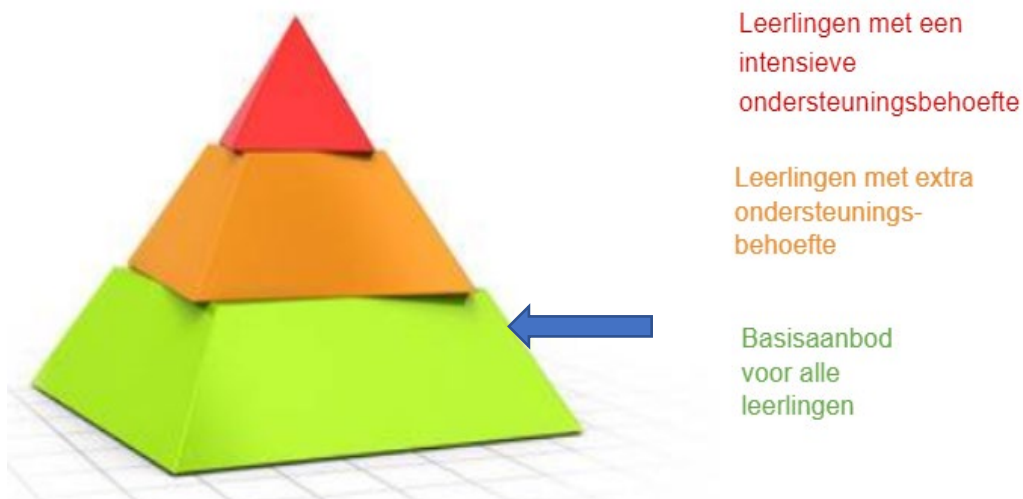 Leerlingen met een
intensieve
ondersteuningsbehoefte
Leerlingen met extra
ondersteunings-
behoefte
Basisaanbod
voor alle
leerlingen